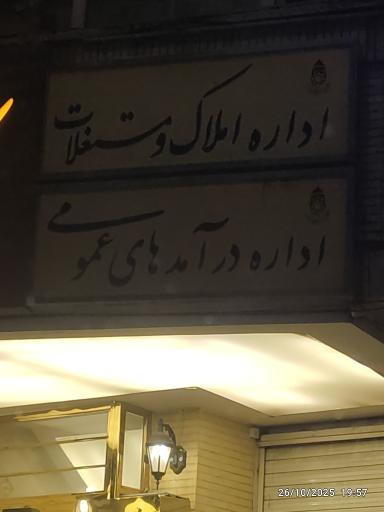 اداره املاک و مستغلات
اداره درآمدهای عمومی
26/10/2025 19:57